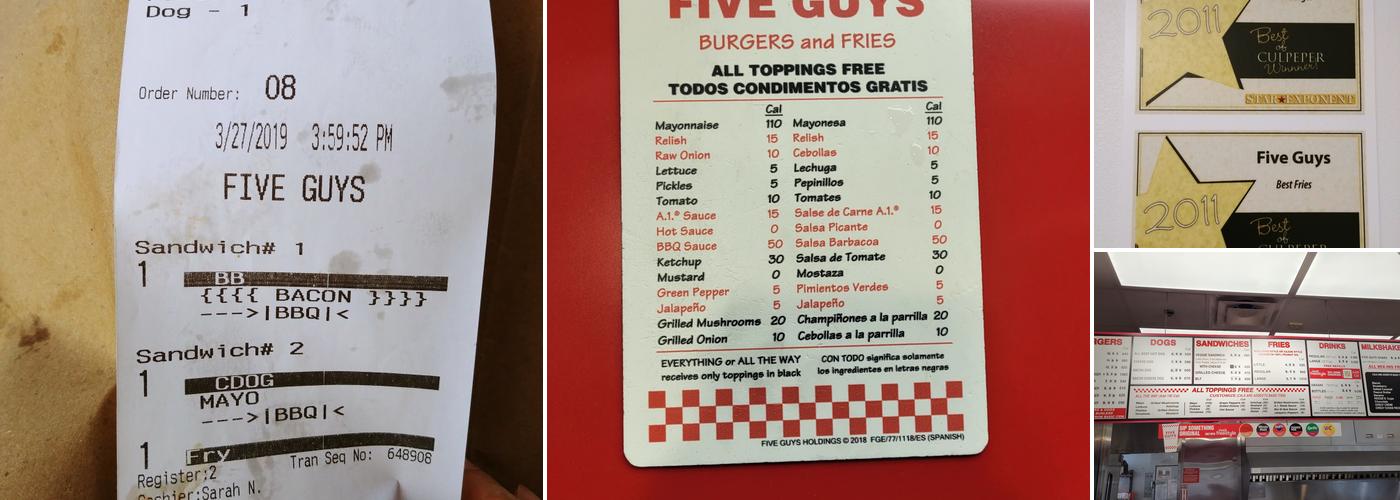 Dog - 1
Order Number: 08
3/27/2019 3:59:52 PM
FIVE GUYS
Sandwich# 1
1 BB
{{{{ BACON }}}}
--->|BBQ|<
Sandwich# 2
1 CDOG
MAYO
--->|BBQ|<
1 Fry
Tran Seq No: 648908
Register:2
Cashier:Sarah N.
FIVE GUYS
BURGERS and FRIES
ALL TOPPINGS FREE
TODOS CONDIMENTOS GRATIS
Cal Cal
Mayonnaise 110 Mayonesa 110
Relish 15 Relish 15
Raw Onion 10 Cebollas 10
Lettuce 5 Lechuga 5
Pickles 5 Pepinillos 5
Tomato 10 Tomates 10
A.1.® Sauce 15 Salse de Carne A.1.® 15
Hot Sauce 0 Salsa Picante 0
BBQ Sauce 50 Salsa Barbacoa 50
Ketchup 30 Salsa de Tomate 30
Mustard 0 Mostaza 0
Green Pepper 5 Pimientos Verdes 5
Jalapeño 5 Jalapeño 5
Grilled Mushrooms 20 Champiñones a la parrilla 20
Grilled Onion 10 Cebollas a la parrilla 10
EVERYTHING or ALL THE WAY
receives only toppings in black
CON TODO significa solamente
los ingredientes en letras negras
FIVE GUYS HOLDINGS © 2018 FGE/77/1118/ES (SPANISH)
2011
Best
of
CULPEPER
Winner!
STAR★EXPONENT
Five Guys
Best Fries
2011
Best
of
CULPEPER
DOGS
SANDWICHES
FRIES
DRINKS
MILKSHAKE
ALL TOPPINGS FREE
SIP SOMETHING
ORIGINAL